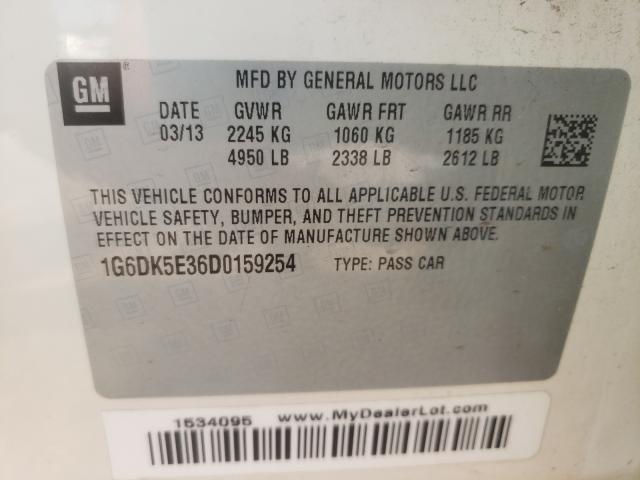 GM ®
MFD BY GENERAL MOTORS LLC
DATE GVWR GAWR FRT GAWR RR
03/13 2245 KG 1060 KG 1185 KG
4950 LB 2338 LB 2612 LB
THIS VEHICLE CONFORMS TO ALL APPLICABLE U.S. FEDERAL MOTOR
VEHICLE SAFETY, BUMPER, AND THEFT PREVENTION STANDARDS IN
EFFECT ON THE DATE OF MANUFACTURE SHOWN ABOVE.
1G6DK5E36D0159254 TYPE: PASS CAR
1534095 www.MyDealerLot.com